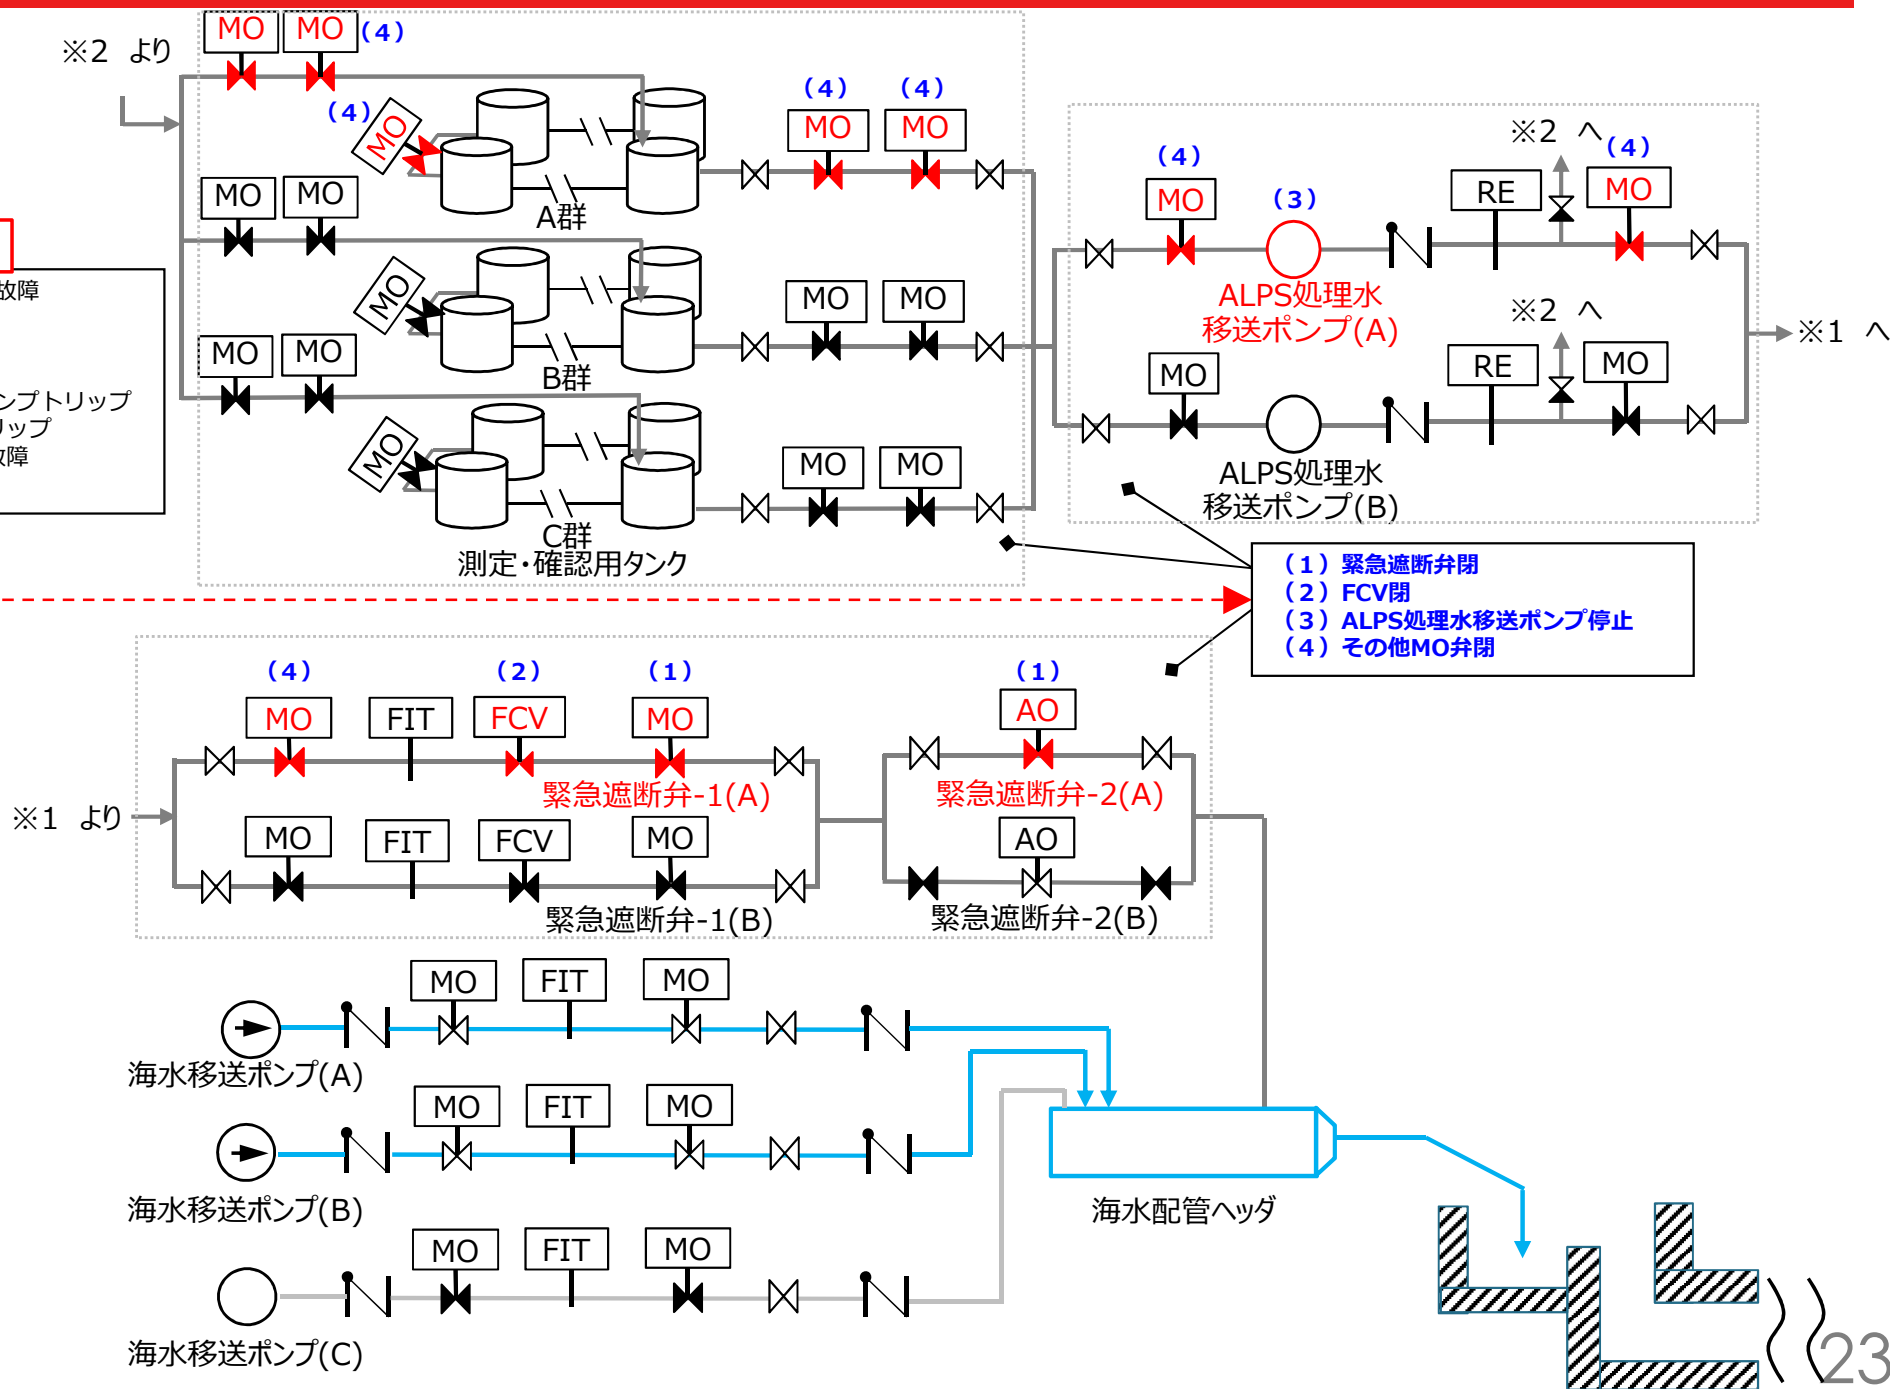 MO MO (4)
※2 より
(4) MO
(4) (4)
MO MO
MO MO
A群
故障
ンプトリップ
リップ
故障
MO
MO MO
B群
MO MO
MO
MO MO
C群
測定・確認用タンク
※2 へ
(4) (3) RE (4)
MO MO
ALPS処理水
移送ポンプ(A)
※2 へ
※1 へ
MO RE MO
ALPS処理水
移送ポンプ(B)
(1)緊急遮断弁閉
(2)FCV閉
(3)ALPS処理水移送ポンプ停止
(4)その他MO弁閉
(4) (2) (1) (1)
MO FIT FCV MO AO
緊急遮断弁-1(A) 緊急遮断弁-2(A)
※1 より
MO FIT FCV MO AO
緊急遮断弁-1(B) 緊急遮断弁-2(B)
MO FIT MO
海水移送ポンプ(A)
MO FIT MO
海水移送ポンプ(B)
海水配管ヘッダ
MO FIT MO
海水移送ポンプ(C)
23